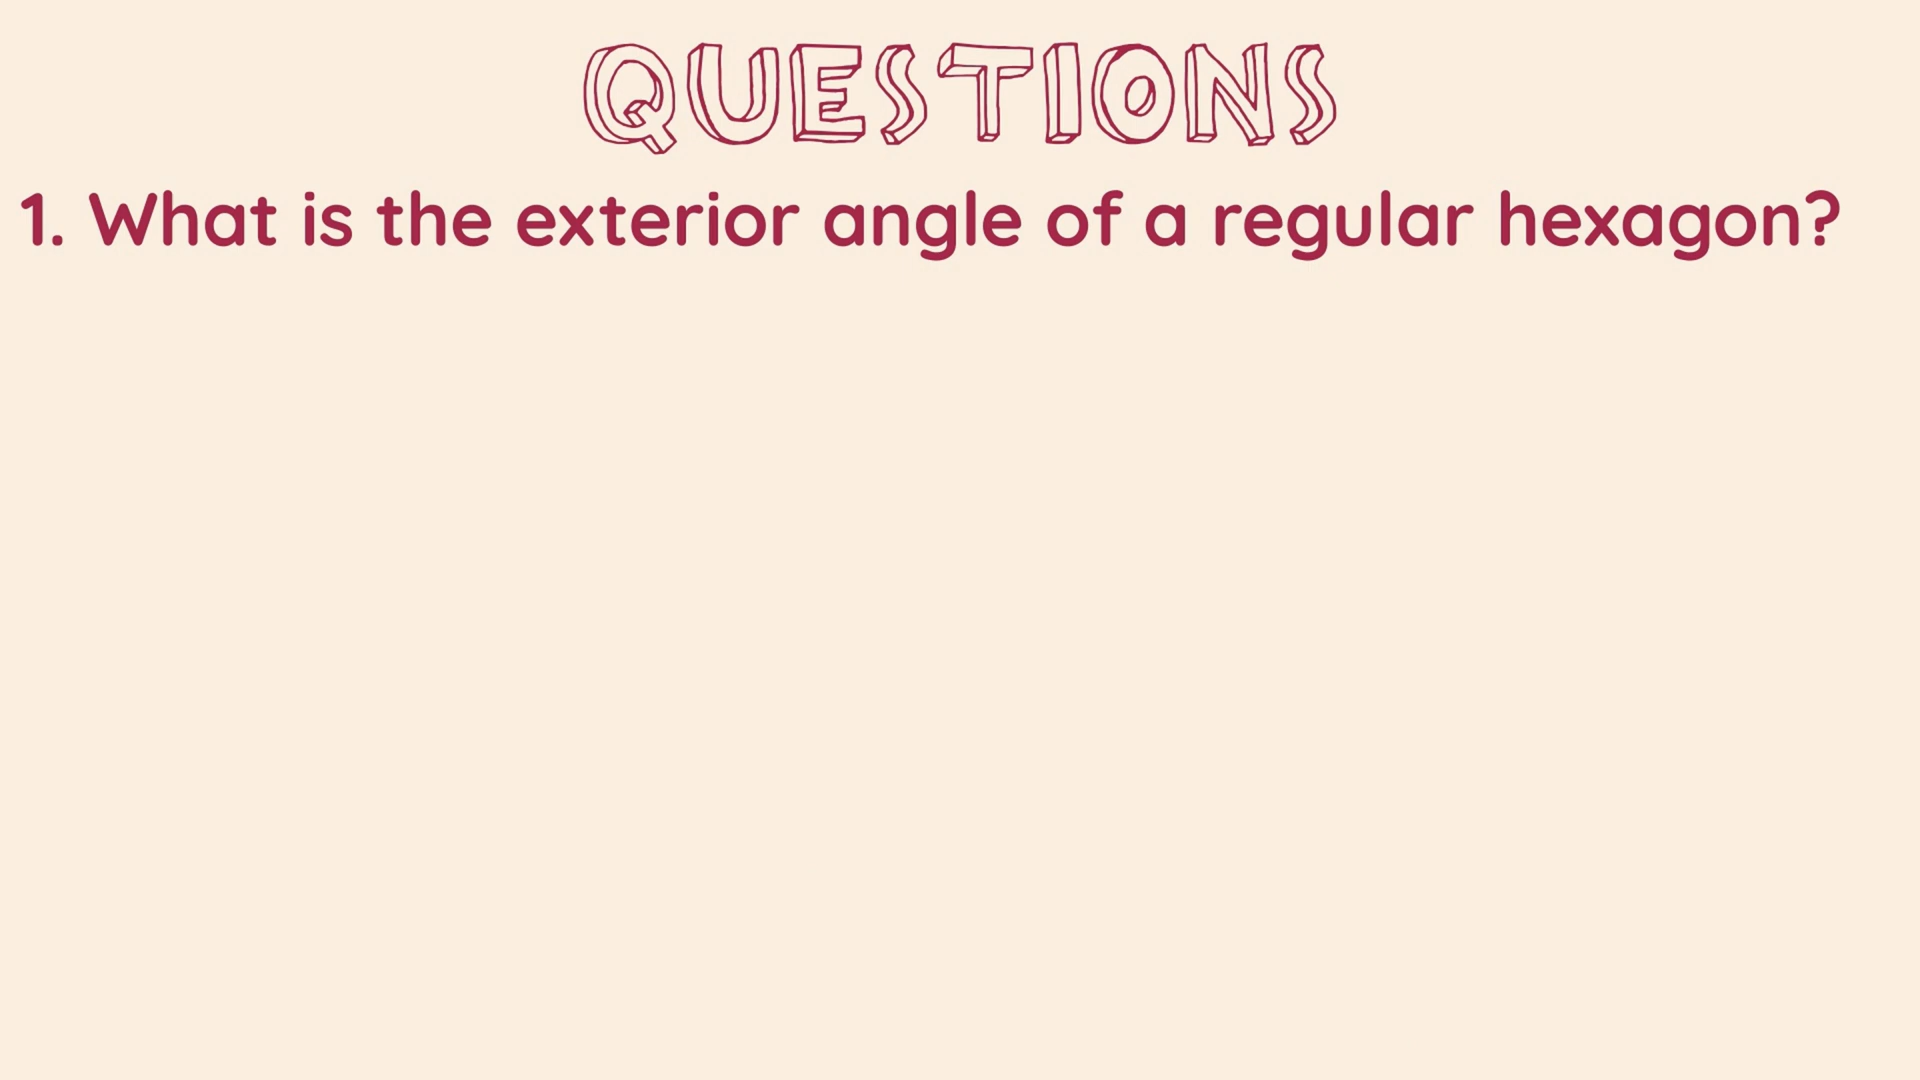 QUESTIONS
1. What is the exterior angle of a regular hexagon?